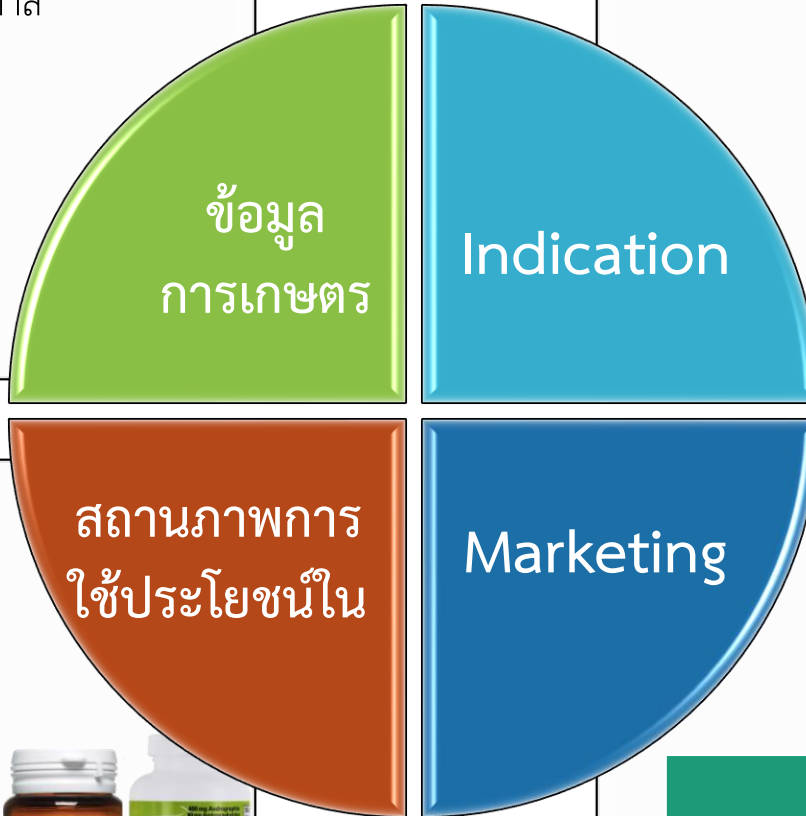 ข้อมูล
การเกษตร
Indication
สถานภาพการ
ใช้ประโยชน์ใน
Marketing